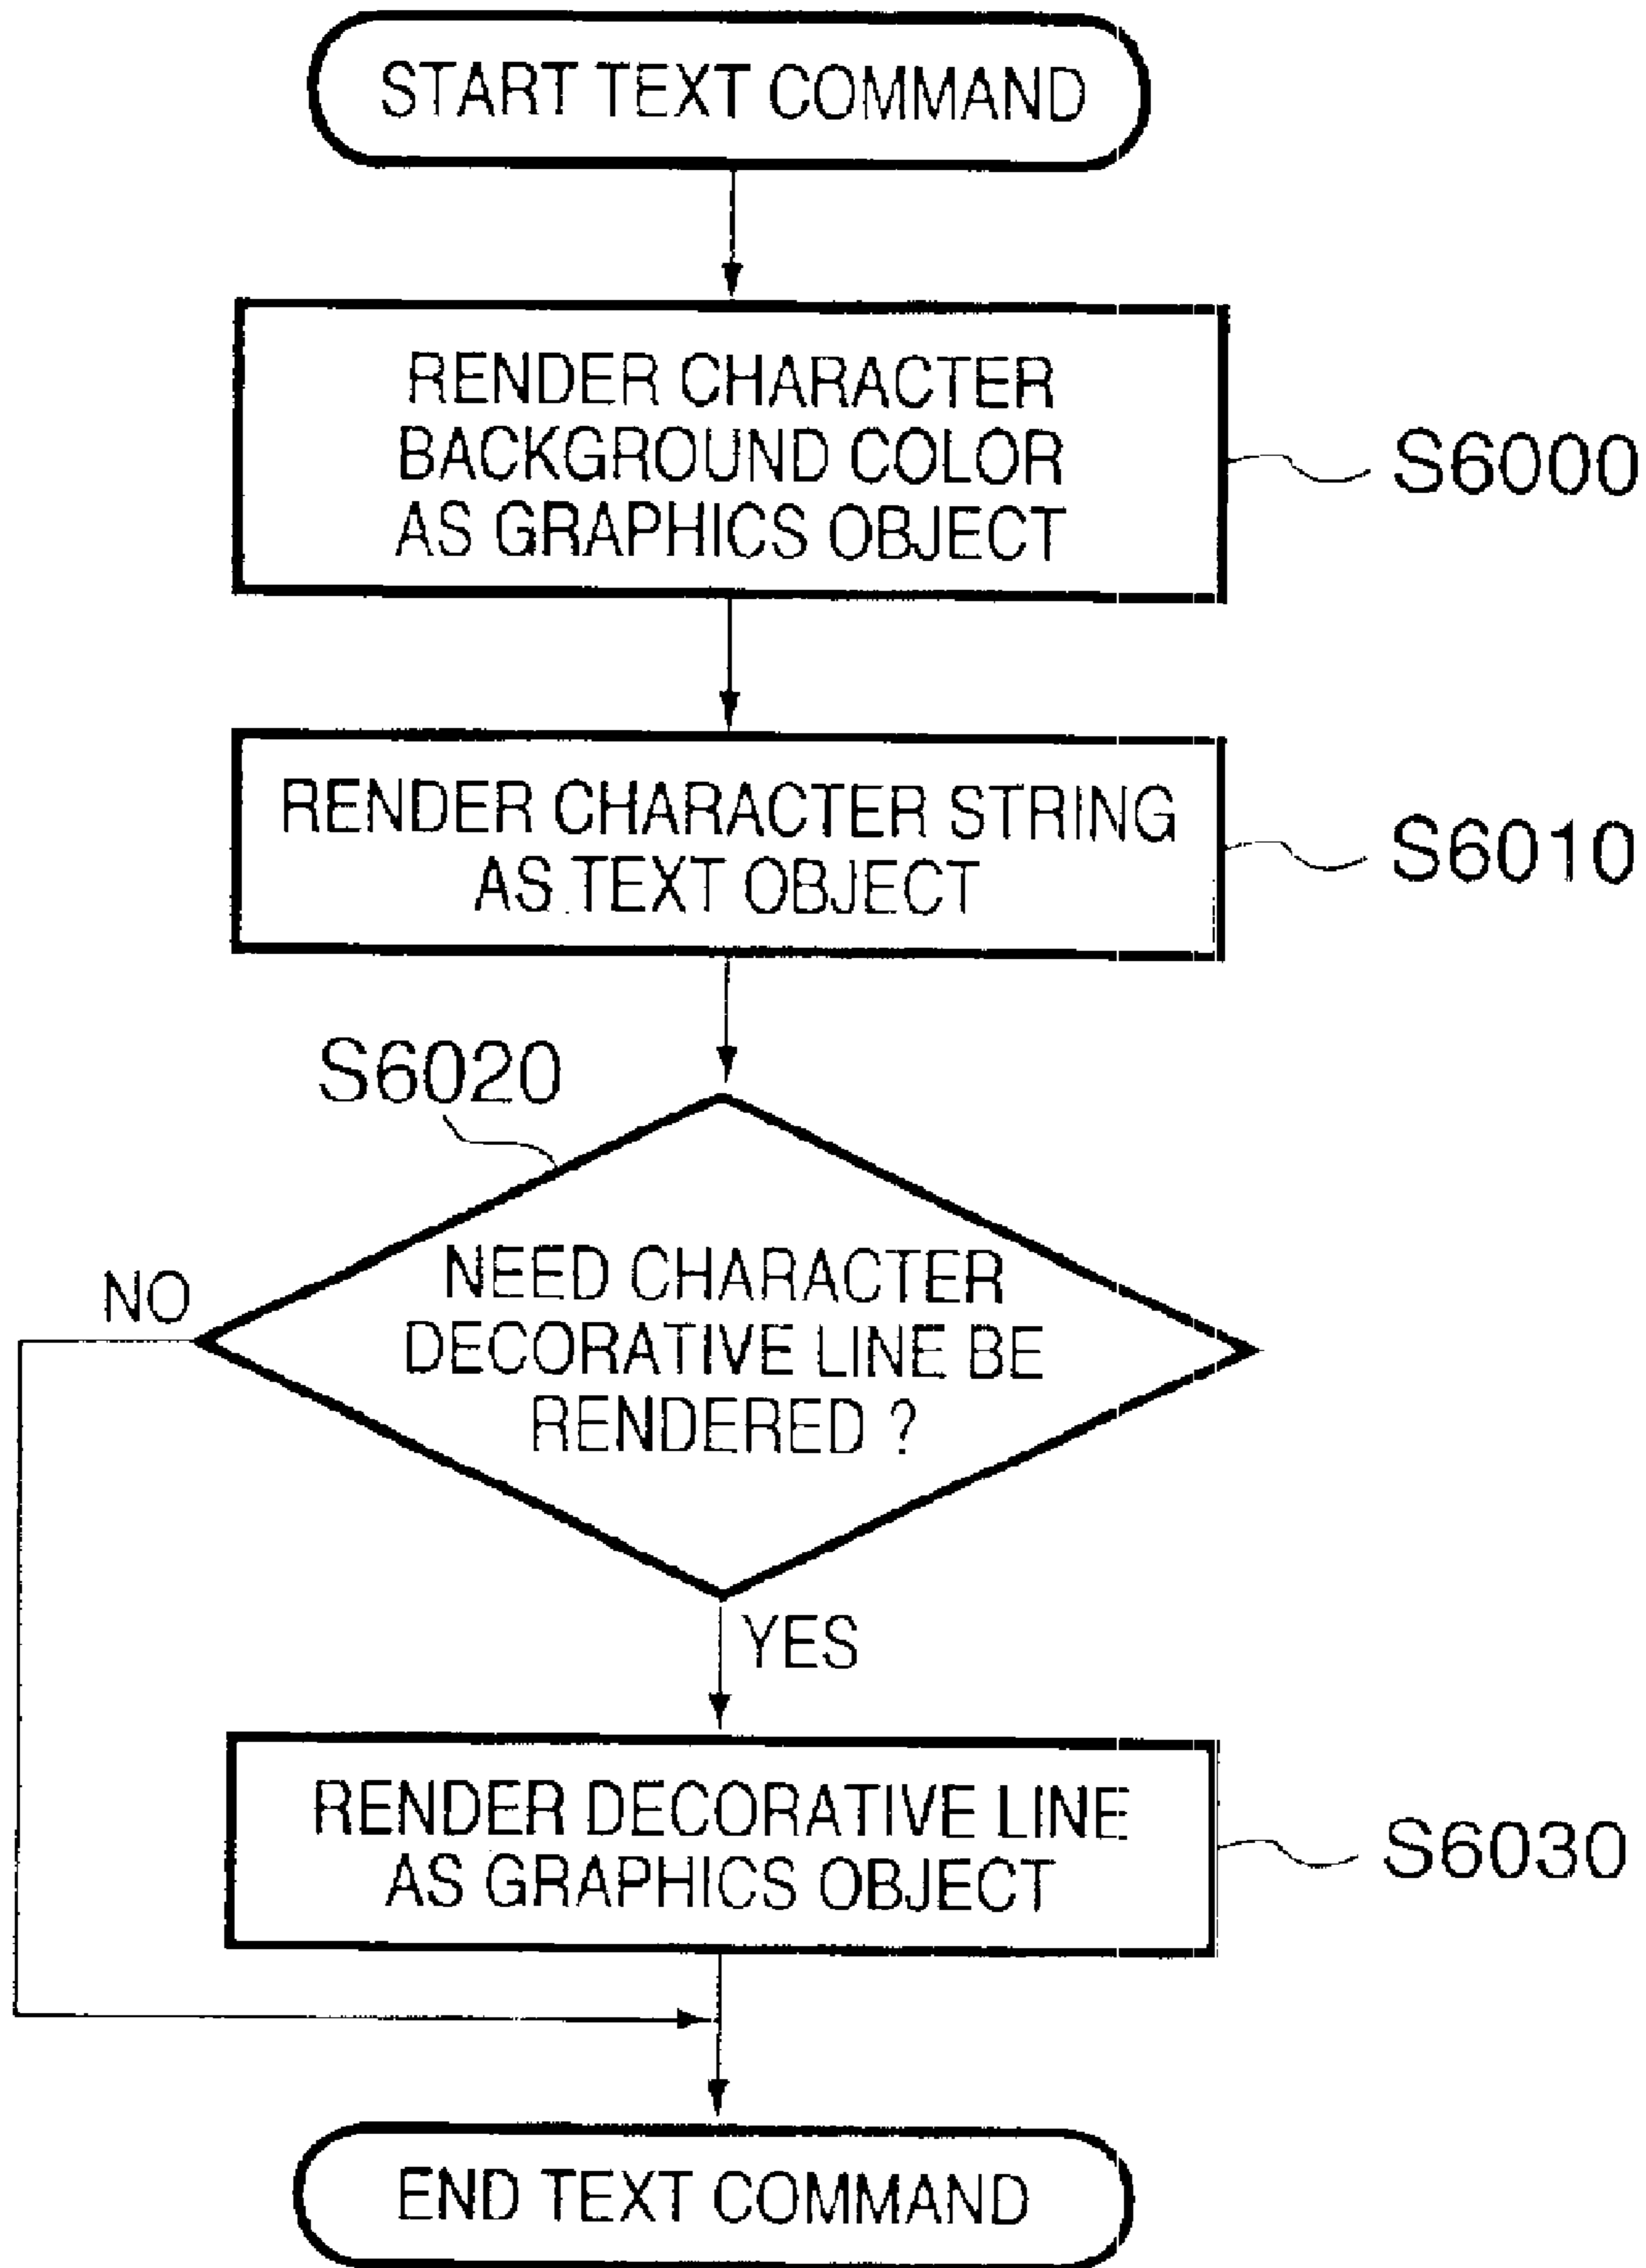 START TEXT COMMAND
RENDER CHARACTER
BACKGROUND COLOR
AS GRAPHICS OBJECT
S6000
RENDER CHARACTER STRING
AS TEXT OBJECT
S6010
S6020
NEED CHARACTER
DECORATIVE LINE BE
RENDERED ?
NO
YES
RENDER DECORATIVE LINE
AS GRAPHICS OBJECT
S6030
END TEXT COMMAND